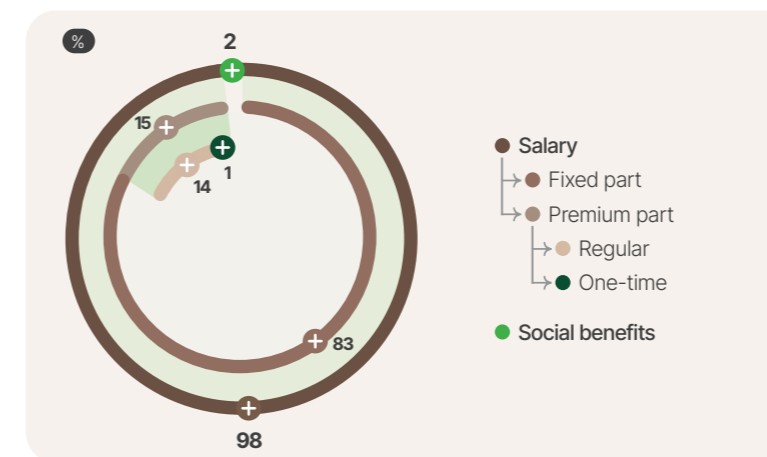 %
2
15
14
1
83
98
Salary
Fixed part
Premium part
Regular
One-time
Social benefits